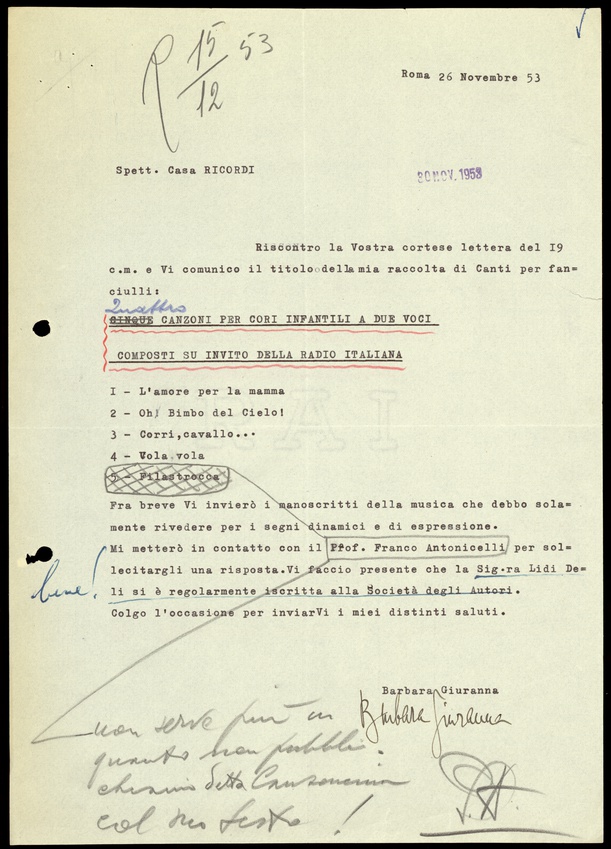 R 15/12 53
Roma 26 Novembre 53
Spett. Casa RICORDI
30 NOV. 1953
Riscontro la Vostra cortese lettera del I9
c.m. e Vi comunico il titolo della mia raccolta di Canti per fan=
ciulli:
Quattro
CINQUE CANZONI PER CORI INFANTILI A DUE VOCI
COMPOSTI SU INVITO DELLA RADIO ITALIANA
I - L'amore per la mamma
2 - Oh! Bimbo del Cielo!
3 - Corri,cavallo...
4 - Vola vola
5 - Filastrocca
RAI
Fra breve Vi invierò i manoscritti della musica che debbo sola=
mente rivedere per i segni dinamici e di espressione.
Mi metterò in contatto con il Prof. Franco Antonicelli per sol=
lecitargli una risposta.Vi faccio presente che la Sig.ra Lidi De=
bene!
li si è regolarmente iscritta alla Società degli Autori.
Colgo l'occasione per inviarVi i miei distinti saluti.
Barbara Giuranna
Barbara Giuranna
non serve più in
quanto non pubbli-
chiamo detta Canzoncina
col suo testo!